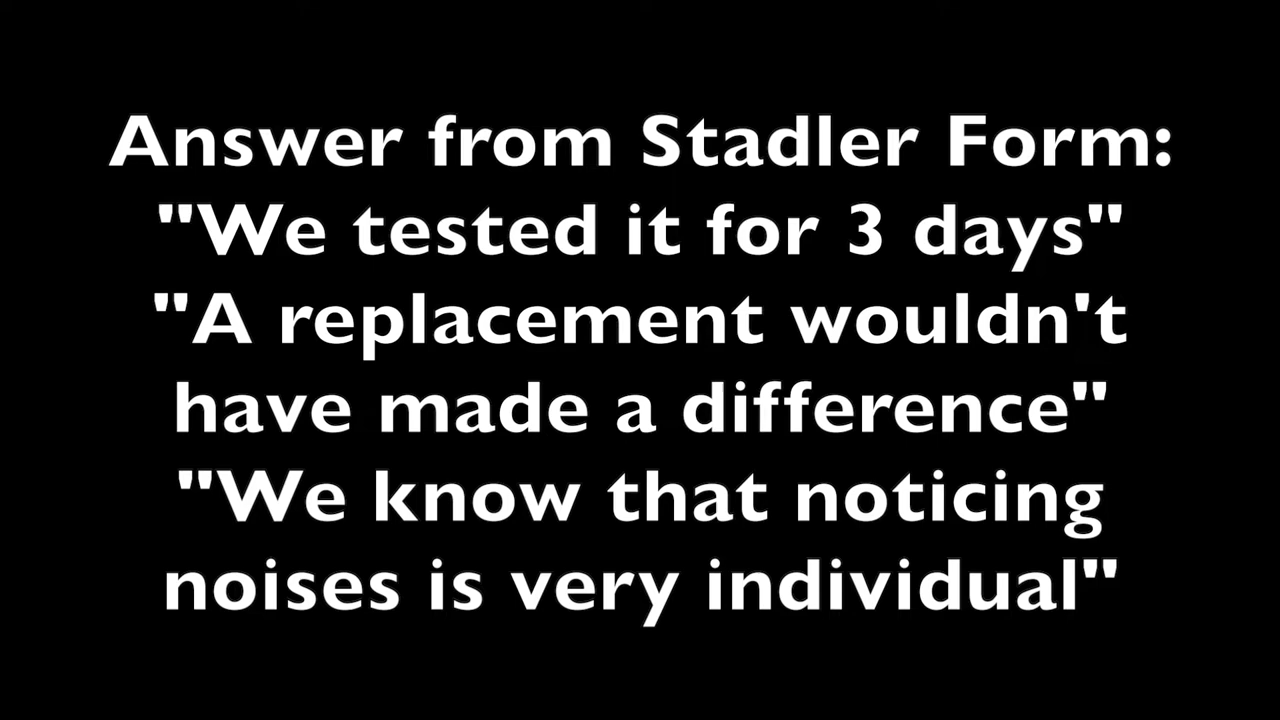 Answer from Stadler Form:
"We tested it for 3 days"
"A replacement wouldn't
have made a difference"
"We know that noticing
noises is very individual"